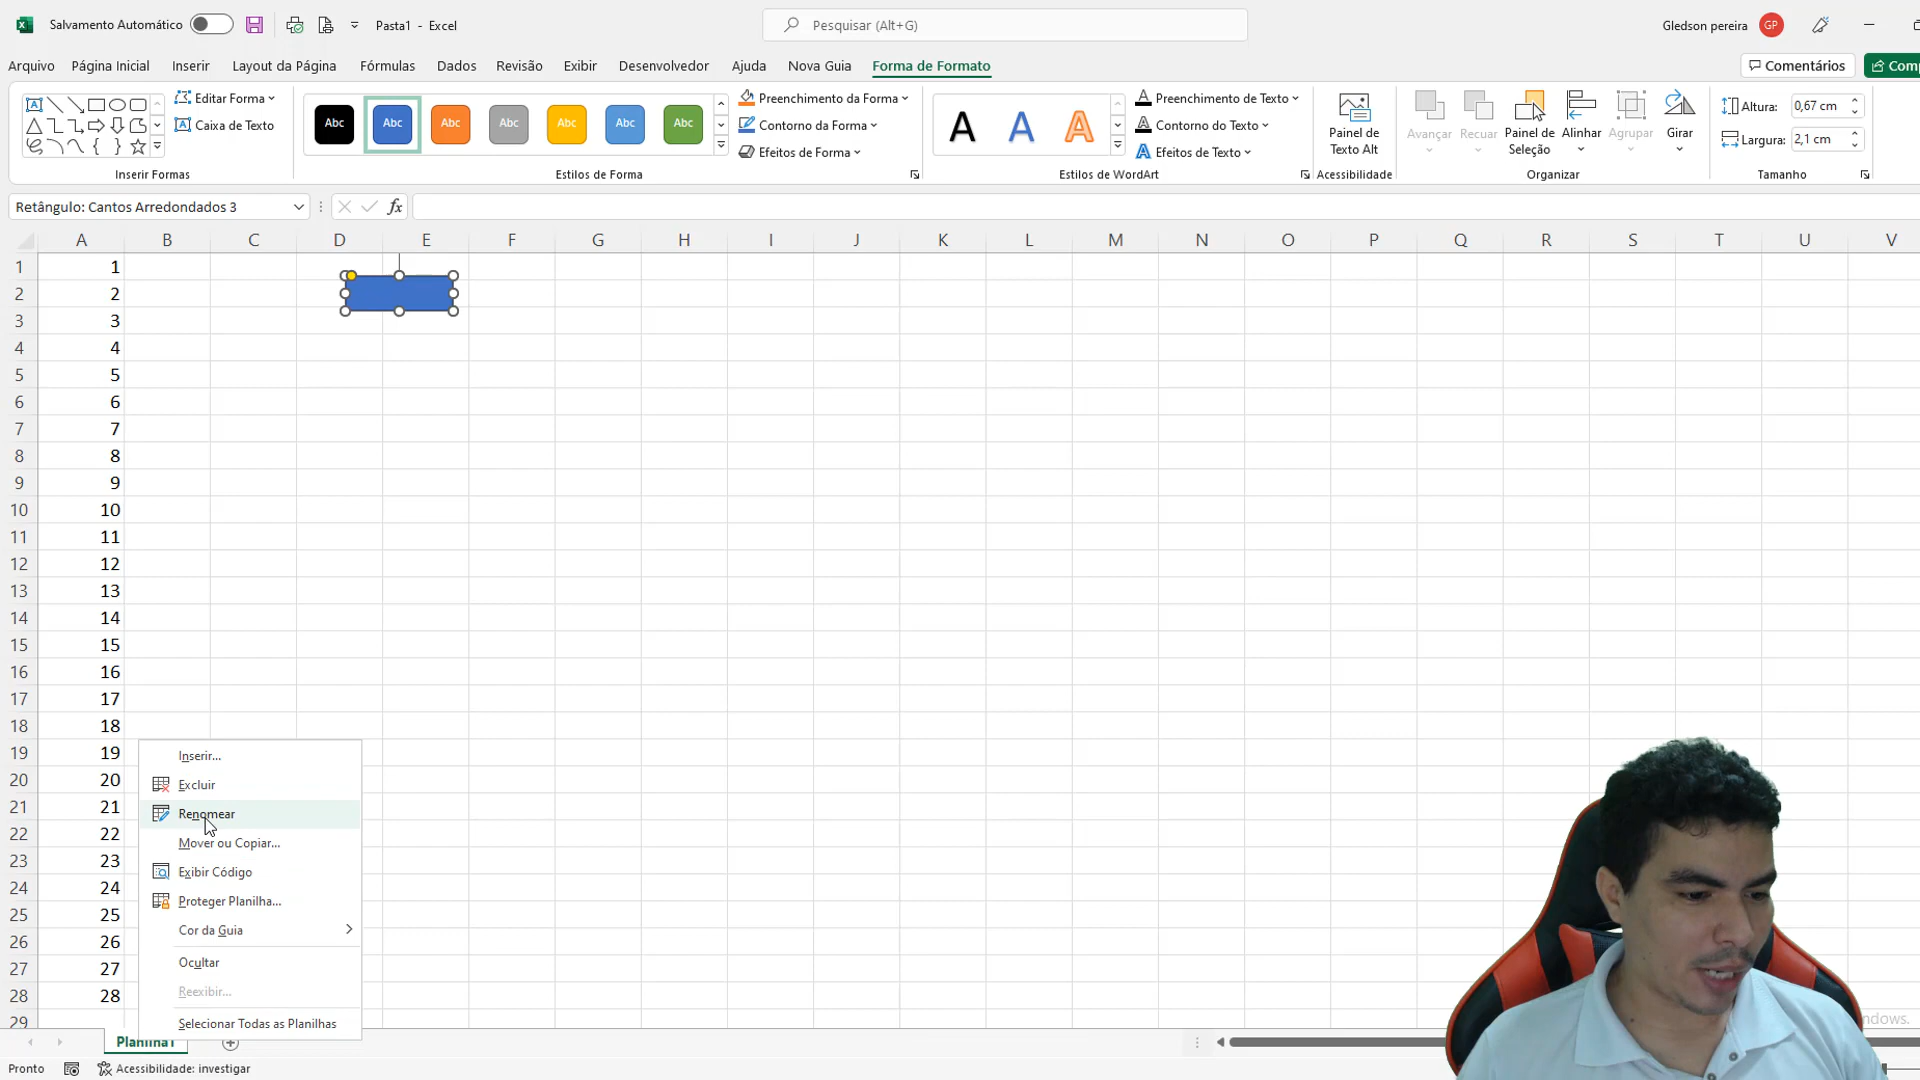 Salvamento Automático
Pasta1 - Excel
Pesquisar (Alt+G)
Gledson pereira
GP
Arquivo
Página Inicial
Inserir
Layout da Página
Fórmulas
Dados
Revisão
Exibir
Desenvolvedor
Ajuda
Nova Guia
Forma de Formato
Comentários
Editar Forma
Caixa de Texto
Inserir Formas
Abc Abc Abc Abc Abc Abc Abc
Preenchimento da Forma
Contorno da Forma
Efeitos de Forma
Estilos de Forma
A A A
Preenchimento de Texto
Contorno do Texto
Efeitos de Texto
Estilos de WordArt
Painel de
Texto Alt
Acessibilidade
Avançar
Recuar
Painel de
Seleção
Alinhar
Agrupar
Girar
Organizar
Altura: 0,67 cm
Largura: 2,1 cm
Tamanho
Retângulo: Cantos Arredondados 3
fx
A B C D E F G H I J K L M N O P Q R S T U V
1 1
2 2
3 3
4 4
5 5
6 6
7 7
8 8
9 9
10 10
11 11
12 12
13 13
14 14
15 15
16 16
17 17
18 18
19 19
20 20
21 21
22 22
23 23
24 24
25 25
26 26
27 27
28 28
29
Inserir...
Excluir
Renomear
Mover ou Copiar...
Exibir Código
Proteger Planilha...
Cor da Guia
Ocultar
Reexibir...
Selecionar Todas as Planilhas
Planilha1
Pronto
Acessibilidade: investigar